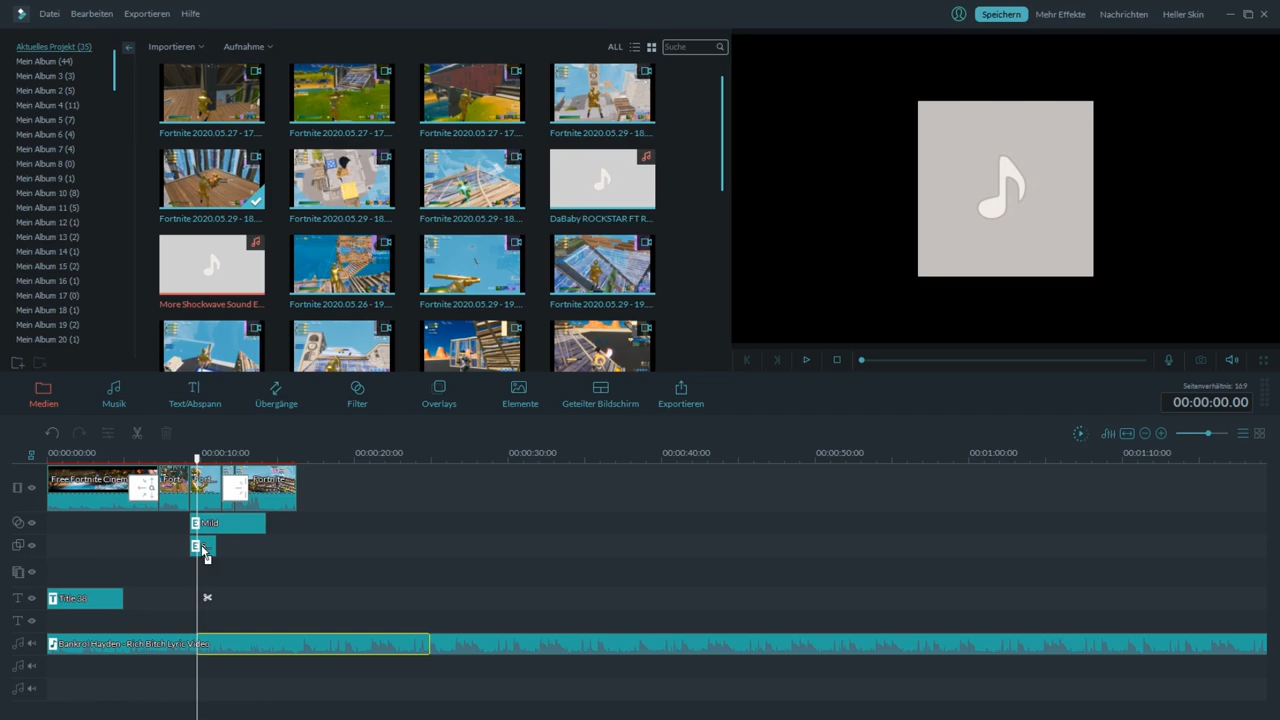 Datei Bearbeiten Exportieren Hilfe
Speichern Mehr Effekte Nachrichten Heller Skin
Aktuelles Projekt (35)
Mein Album (44)
Mein Album 3 (3)
Mein Album 2 (5)
Mein Album 4 (11)
Mein Album 5 (7)
Mein Album 6 (4)
Mein Album 7 (4)
Mein Album 8 (0)
Mein Album 9 (1)
Mein Album 10 (8)
Mein Album 11 (5)
Mein Album 12 (1)
Mein Album 13 (2)
Mein Album 14 (1)
Mein Album 15 (2)
Mein Album 16 (1)
Mein Album 17 (0)
Mein Album 18 (1)
Mein Album 19 (2)
Mein Album 20 (1)
Importieren Aufnahme ALL Suche
Fortnite 2020.05.27 - 17.... Fortnite 2020.05.27 - 17.... Fortnite 2020.05.27 - 17.... Fortnite 2020.05.29 - 18....
Fortnite 2020.05.29 - 18.... Fortnite 2020.05.29 - 18.... Fortnite 2020.05.29 - 18.... DaBaby ROCKSTAR FT R...
More Shockwave Sound E... Fortnite 2020.05.26 - 19.... Fortnite 2020.05.29 - 19.... Fortnite 2020.05.29 - 19....
Medien Musik Text/Abspann Übergänge Filter Overlays Elemente Geteilter Bildschirm Exportieren
Seitenverhältnis: 16:9
00:00:00.00
00:00:00:00 00:00:10:00 00:00:20:00 00:00:30:00 00:00:40:00 00:00:50:00 00:01:00:00 00:01:10:00
Free Fortnite Cinem Fort Fort... Fortnite
Mild
Title 38
Bankrol Hayden - Rich Bitch Lyric Video